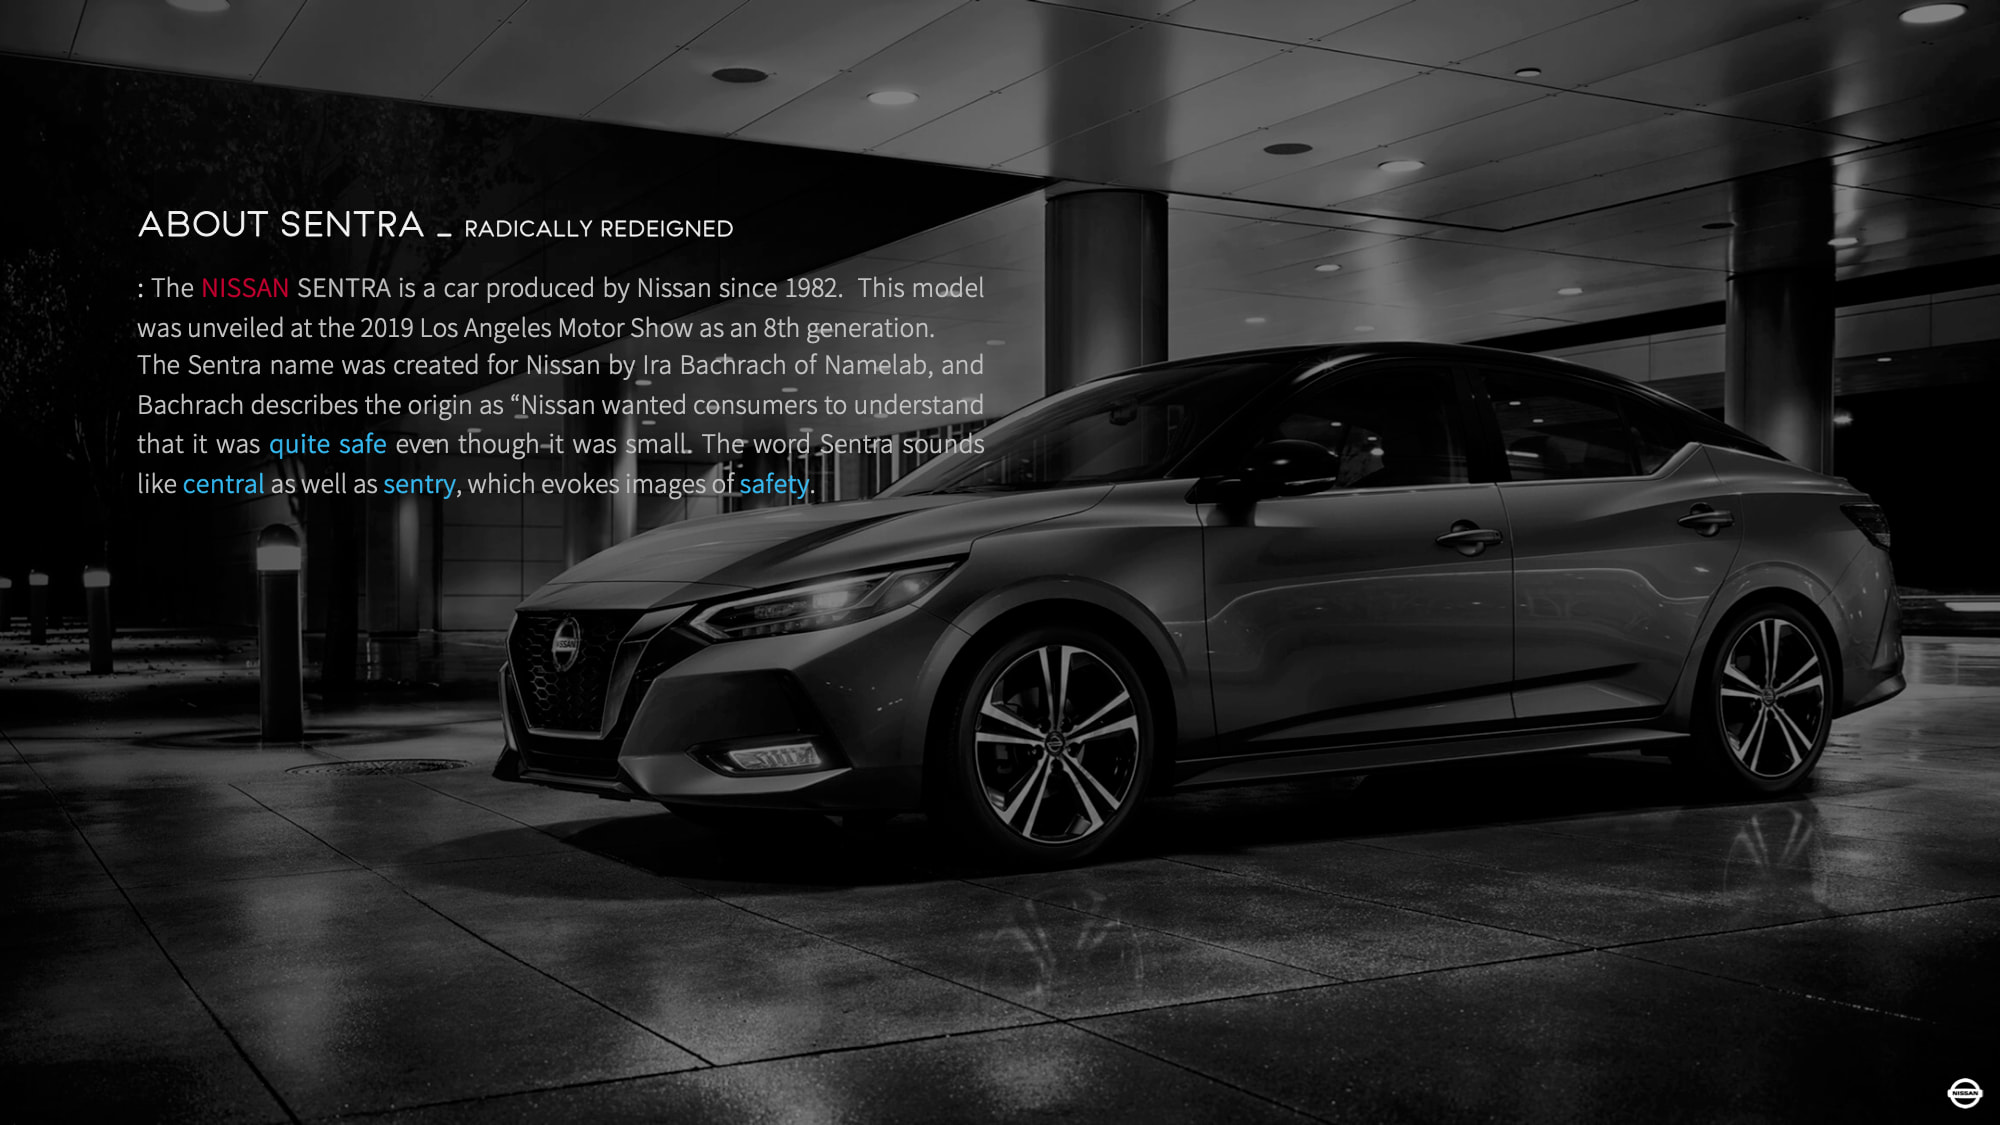 ABOUT SENTRA _ RADICALLY REDEIGNED
: The NISSAN SENTRA is a car produced by Nissan since 1982. This model
was unveiled at the 2019 Los Angeles Motor Show as an 8th generation.
The Sentra name was created for Nissan by Ira Bachrach of Namelab, and
Bachrach describes the origin as “Nissan wanted consumers to understand
that it was quite safe even though it was small. The word Sentra sounds
like central as well as sentry, which evokes images of safety.
NISSAN
NISSAN